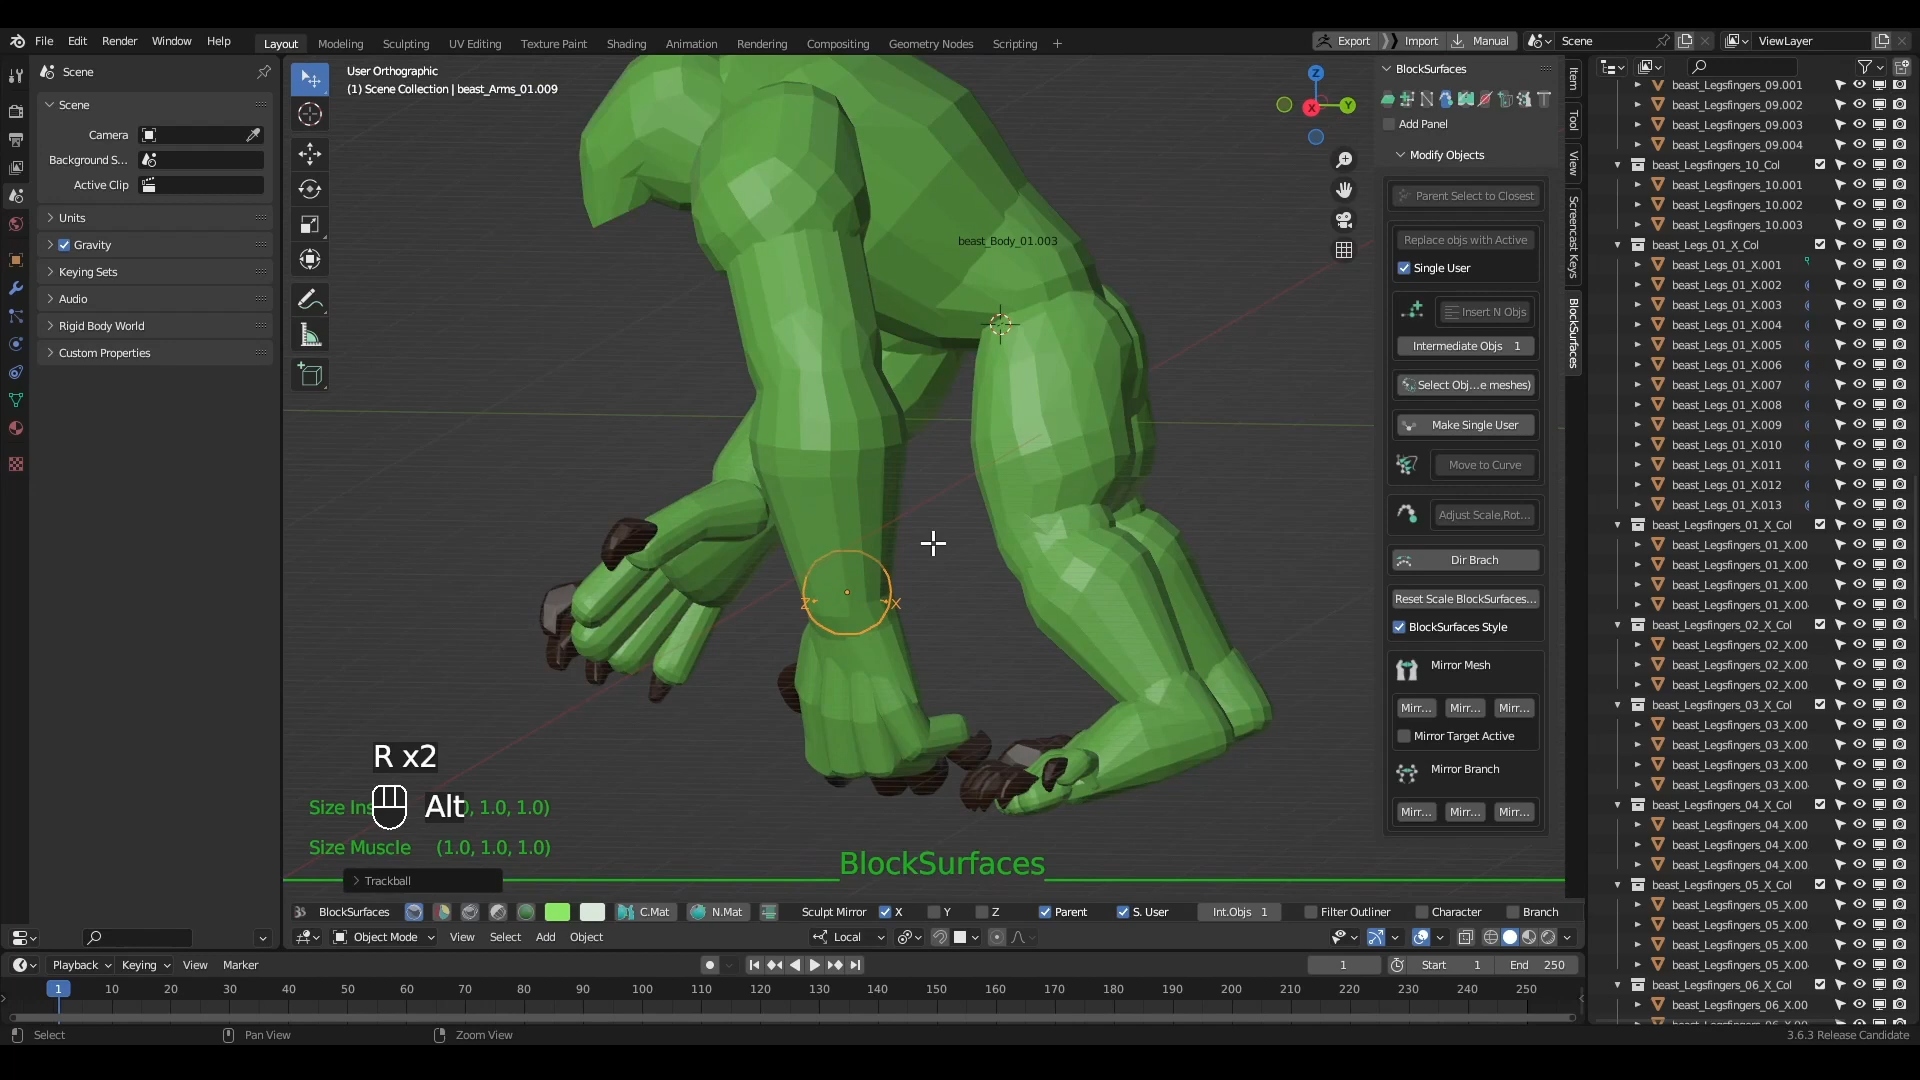 File Edit Render Window Help
Layout Modeling Sculpting UV Editing Texture Paint Shading Animation Rendering Compositing Geometry Nodes Scripting +
Export Import Manual Scene ViewLayer
Scene
Scene
Camera
Background S...
Active Clip
Units
Gravity
Keying Sets
Audio
Rigid Body World
Custom Properties
User Orthographic
(1) Scene Collection | beast_Arms_01.009
beast_Body_01.003
Z
Y
X
Z X
R x2
Alt
Size Ins
, 1.0, 1.0)
Size Muscle (1.0, 1.0, 1.0)
BlockSurfaces
Trackball
BlockSurfaces
Add Panel
Modify Objects
Parent Select to Closest
Replace objs with Active
Single User
Insert N Objs
Intermediate Objs 1
Select Obj...e meshes)
Make Single User
Move to Curve
Adjust Scale,Rot...
Dir Brach
Reset Scale BlockSurfaces...
BlockSurfaces Style
Mirror Mesh
Mirr... Mirr... Mirr...
Mirror Target Active
Mirror Branch
Mirr... Mirr... Mirr...
Item
Tool
View
Screencast Keys
BlockSurfaces
beast_Legsfingers_09.001
beast_Legsfingers_09.002
beast_Legsfingers_09.003
beast_Legsfingers_09.004
beast_Legsfingers_10_Col
beast_Legsfingers_10.001
beast_Legsfingers_10.002
beast_Legsfingers_10.003
beast_Legs_01_X_Col
beast_Legs_01_X.001
beast_Legs_01_X.002
beast_Legs_01_X.003
beast_Legs_01_X.004
beast_Legs_01_X.005
beast_Legs_01_X.006
beast_Legs_01_X.007
beast_Legs_01_X.008
beast_Legs_01_X.009
beast_Legs_01_X.010
beast_Legs_01_X.011
beast_Legs_01_X.012
beast_Legs_01_X.013
beast_Legsfingers_01_X_Col
beast_Legsfingers_01_X.00
beast_Legsfingers_01_X.00
beast_Legsfingers_01_X.00
beast_Legsfingers_01_X.00
beast_Legsfingers_02_X_Col
beast_Legsfingers_02_X.00
beast_Legsfingers_02_X.00
beast_Legsfingers_02_X.00
beast_Legsfingers_03_X_Col
beast_Legsfingers_03_X.00
beast_Legsfingers_03_X.00
beast_Legsfingers_03_X.00
beast_Legsfingers_03_X.00
beast_Legsfingers_04_X_Col
beast_Legsfingers_04_X.00
beast_Legsfingers_04_X.00
beast_Legsfingers_04_X.00
beast_Legsfingers_05_X_Col
beast_Legsfingers_05_X.00
beast_Legsfingers_05_X.00
beast_Legsfingers_05_X.00
beast_Legsfingers_05_X.00
beast_Legsfingers_06_X_Col
beast_Legsfingers_06_X.00
BlockSurfaces C.Mat N.Mat Sculpt Mirror X Y Z Parent S. User Int.Objs 1 Filter Outliner Character Branch
Object Mode View Select Add Object Local
Playback Keying View Marker 1 Start 1 End 250
1 10 20 30 40 50 60 70 80 90 100 110 120 130 140 150 160 170 180 190 200 210 220 230 240 250
Select Pan View Zoom View 3.6.3 Release Candidate